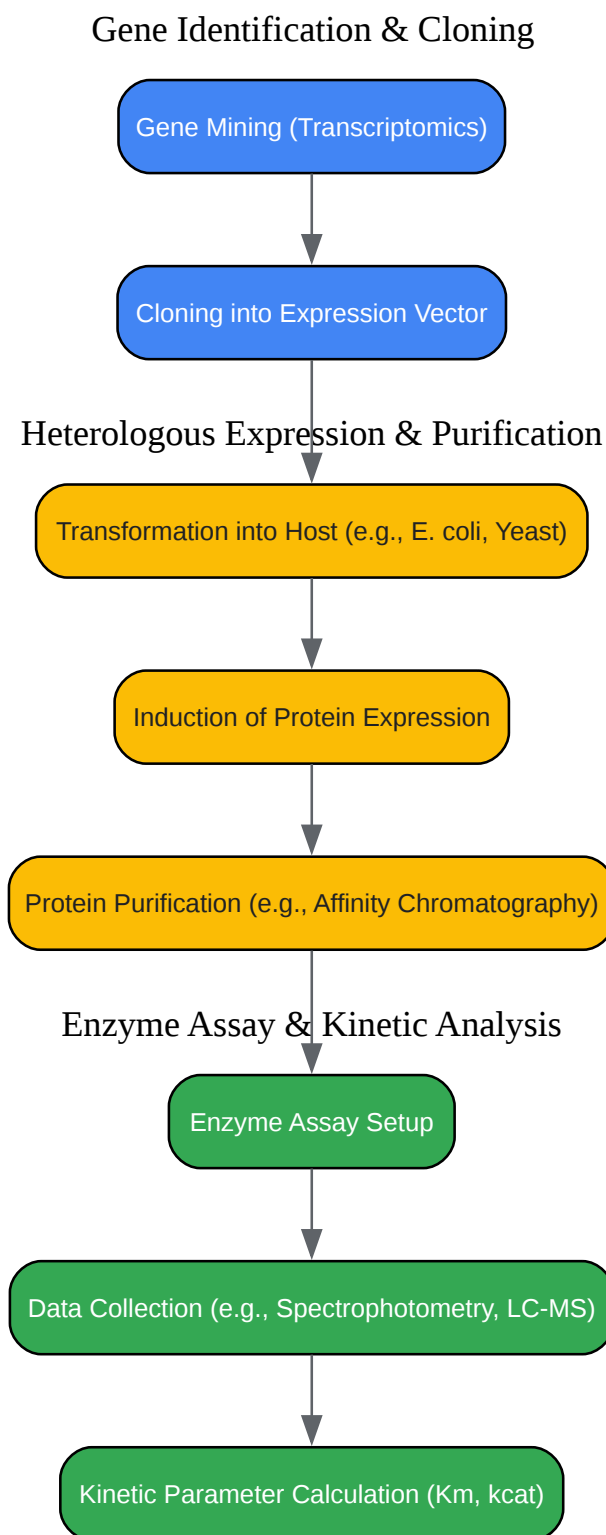 Gene Identification & Cloning
Gene Mining (Transcriptomics)
Cloning into Expression Vector
Heterologous Expression & Purification
Transformation into Host (e.g., E. coli, Yeast)
Induction of Protein Expression
Protein Purification (e.g., Affinity Chromatography)
Enzyme Assay & Kinetic Analysis
Enzyme Assay Setup
Data Collection (e.g., Spectrophotometry, LC-MS)
Kinetic Parameter Calculation (Km, kcat)